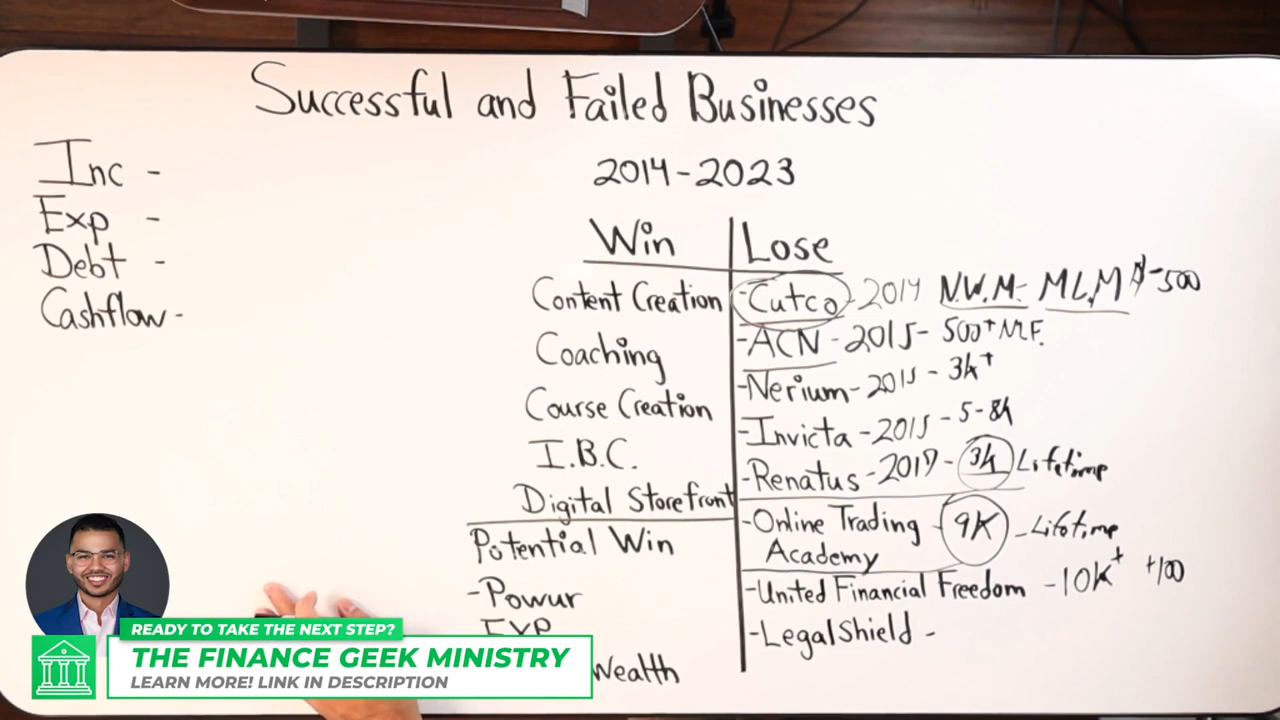 Successful and Failed Businesses
2014-2023
Inc -
Exp -
Debt -
Cashflow -
Win
Content Creation
Coaching
Course Creation
I.B.C.
Digital Storefront
Potential Win
-Powur
EXP
Wealth
Lose
-Cutco - 2014 N.W.M- MLM $-500
-ACN - 2015- 500+
-Nerium- 2015 - 3k+
-Invicta - 2015 - 5-8k
-Renatus - 2017 - 3k Lifetime
-Online Trading - 9K - Lifetime
Academy
-United Financial Freedom -10K+ +100
-LegalShield -
READY TO TAKE THE NEXT STEP?
THE FINANCE GEEK MINISTRY
LEARN MORE! LINK IN DESCRIPTION